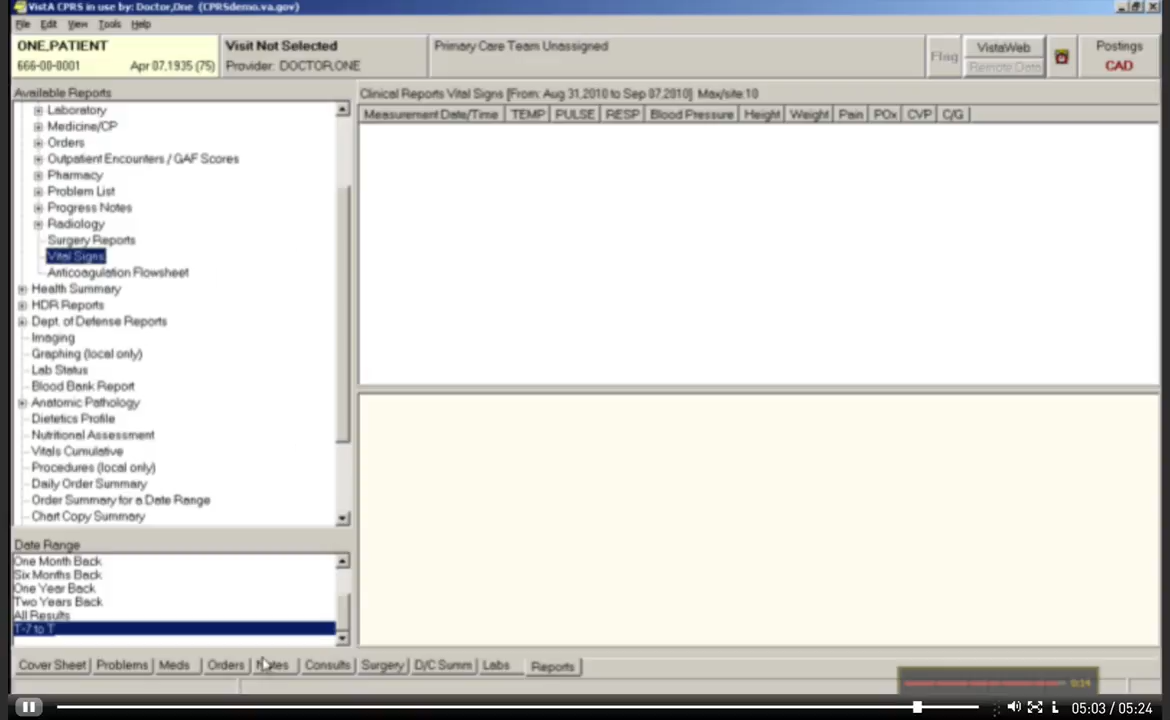 VistA CPRS in use by: Doctor,One (CPRSdemo.va.gov)
File Edit View Tools Help
ONE,PATIENT
666-00-0001 Apr 07,1935 (75)
Visit Not Selected
Provider: DOCTOR,ONE
Primary Care Team Unassigned
Flag
VistaWeb
Remote Data
Postings
CAD
Available Reports
Laboratory
Medicine/CP
Orders
Outpatient Encounters / GAF Scores
Pharmacy
Problem List
Progress Notes
Radiology
Surgery Reports
Vital Signs
Anticoagulation Flowsheet
Health Summary
HDR Reports
Dept. of Defense Reports
Imaging
Graphing (local only)
Lab Status
Blood Bank Report
Anatomic Pathology
Dietetics Profile
Nutritional Assessment
Vitals Cumulative
Procedures (local only)
Daily Order Summary
Order Summary for a Date Range
Chart Copy Summary
Date Range
One Month Back
Six Months Back
One Year Back
Two Years Back
All Results
T-7 to T
Clinical Reports Vital Signs [From: Aug 31,2010 to Sep 07,2010] Max/site:10
Measurement Date/Time TEMP PULSE RESP Blood Pressure Height Weight Pain POx CVP C/G
Cover Sheet Problems Meds Orders Notes Consults Surgery D/C Summ Labs Reports
0:14
05:03 / 05:24